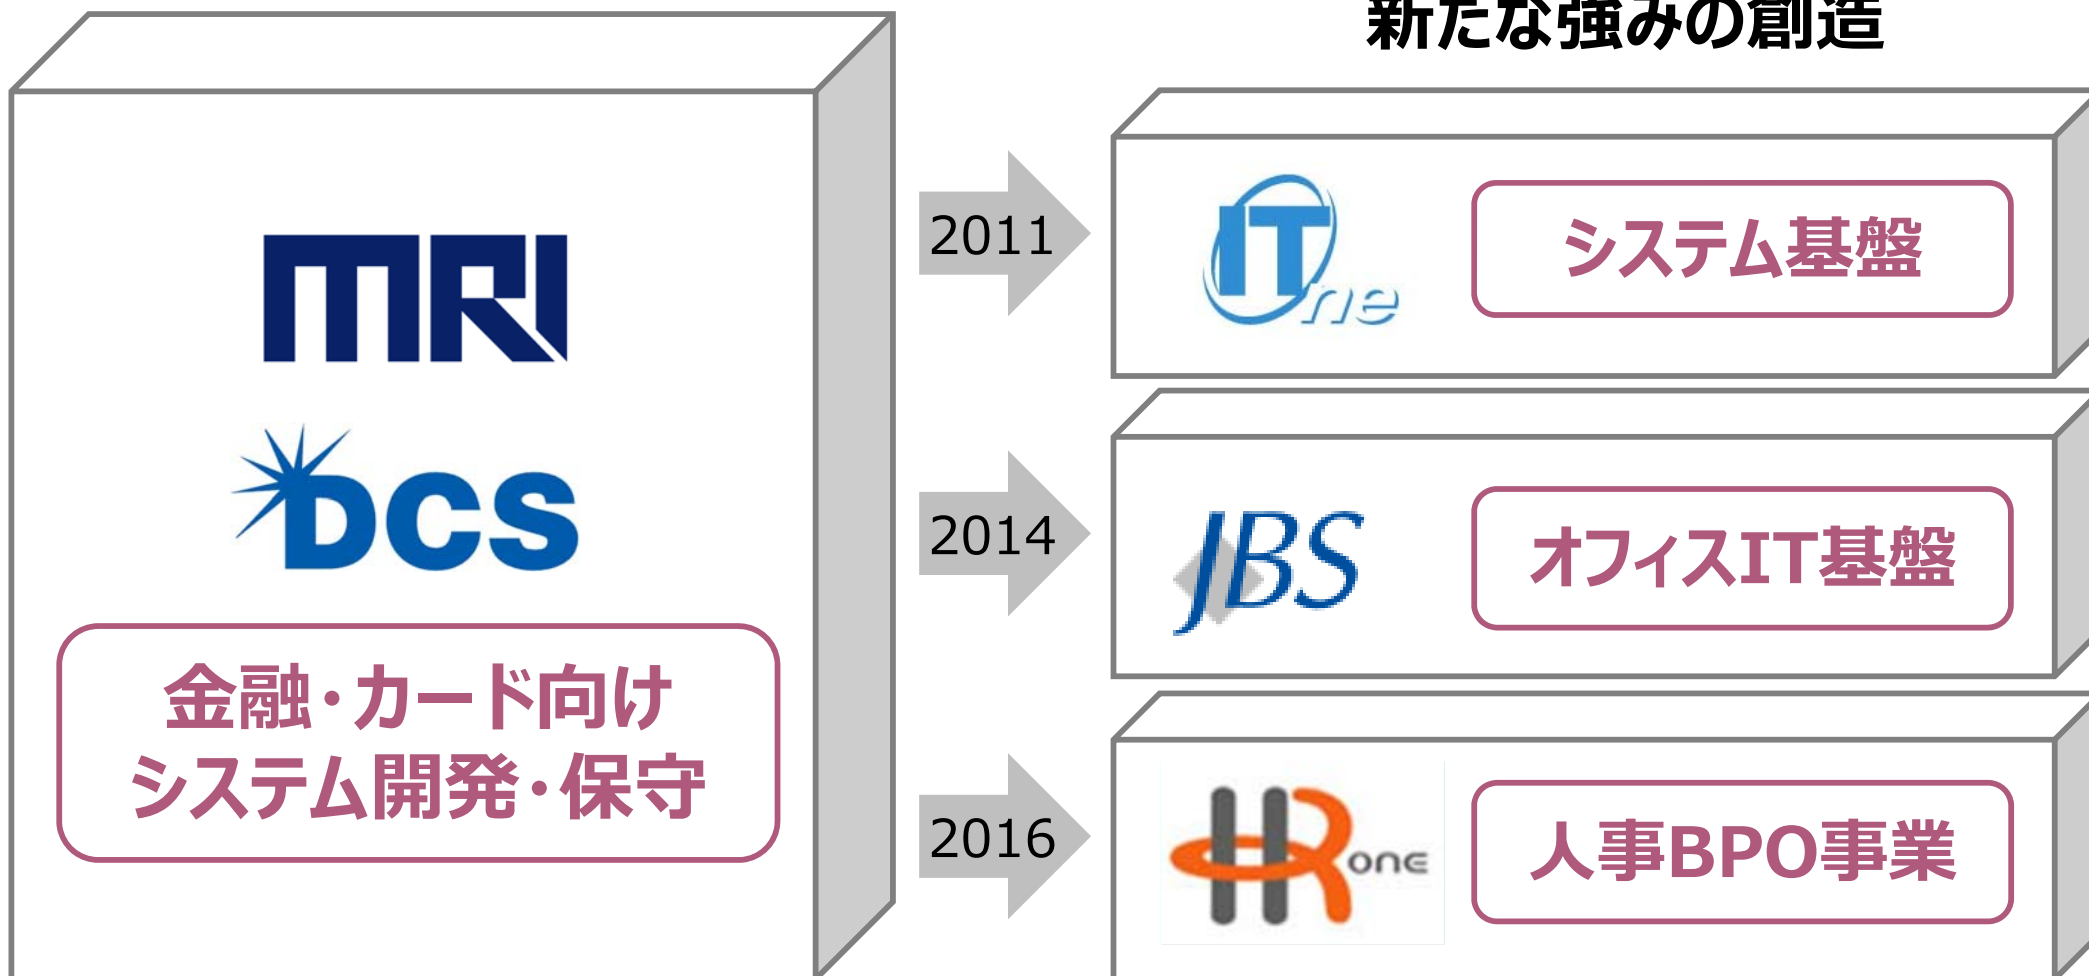 新たな強みの創造
MRI
DCS
金融・カード向け
システム開発・保守
2011
ITone
システム基盤
2014
JBS
オフィスIT基盤
2016
HRone
人事BPO事業